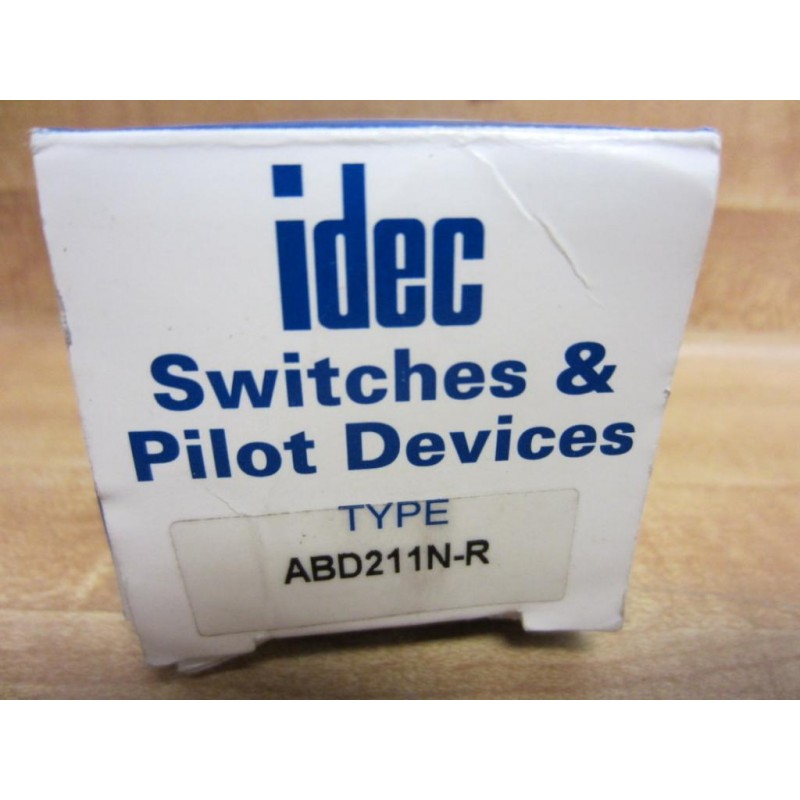 idec
Switches &
Pilot Devices
TYPE
ABD211N-R